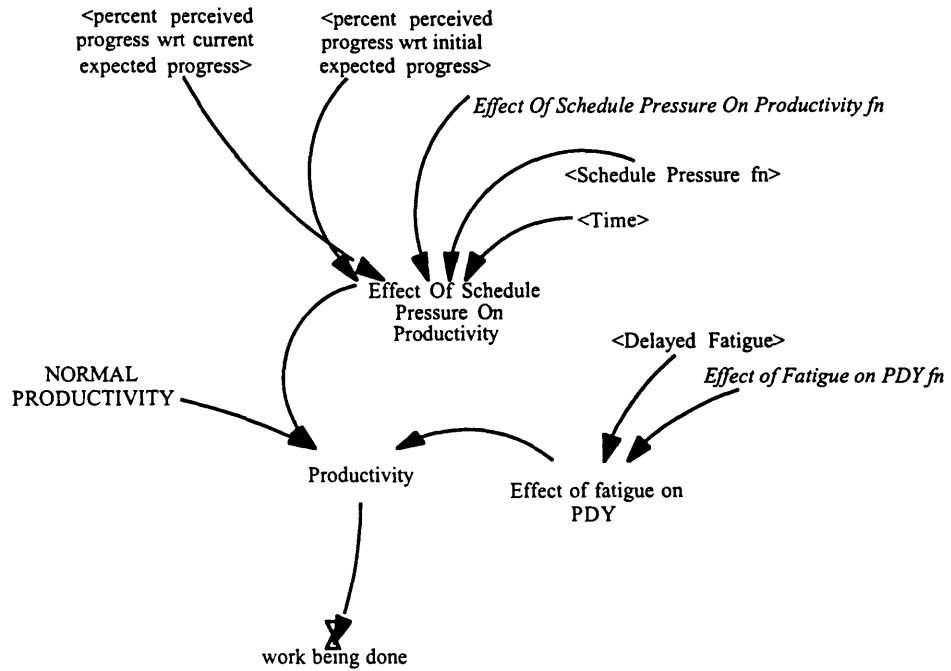 <percent perceived
progress wrt current
expected progress>
<percent perceived
progress wrt initial
expected progress>
Effect Of Schedule Pressure On Productivity fn
<Schedule Pressure fn>
<Time>
Effect Of Schedule
Pressure On
Productivity
<Delayed Fatigue>
Effect of Fatigue on PDY fn
NORMAL
PRODUCTIVITY
Productivity
Effect of fatigue on
PDY
work being done